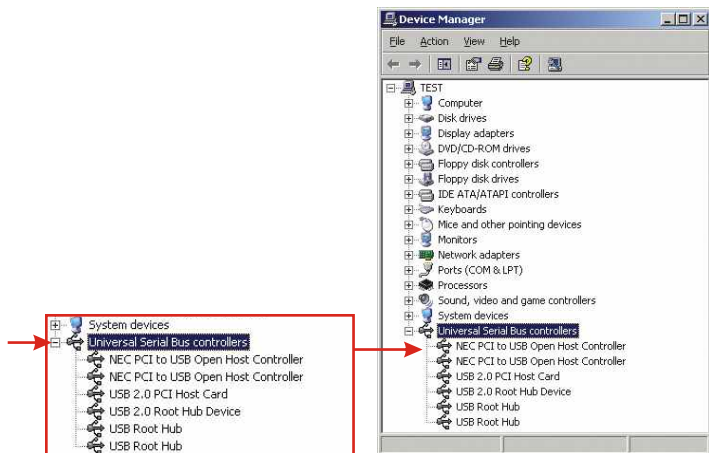 System devices
Universal Serial Bus controllers
NEC PCI to USB Open Host Controller
NEC PCI to USB Open Host Controller
USB 2.0 PCI Host Card
USB 2.0 Root Hub Device
USB Root Hub
USB Root Hub
Device Manager
File Action View Help
TEST
Computer
Disk drives
Display adapters
DVD/CD-ROM drives
Floppy disk controllers
Floppy disk drives
IDE ATA/ATAPI controllers
Keyboards
Mice and other pointing devices
Monitors
Network adapters
Ports (COM & LPT)
Processors
Sound, video and game controllers
System devices
Universal Serial Bus controllers
NEC PCI to USB Open Host Controller
NEC PCI to USB Open Host Controller
USB 2.0 PCI Host Card
USB 2.0 Root Hub Device
USB Root Hub
USB Root Hub